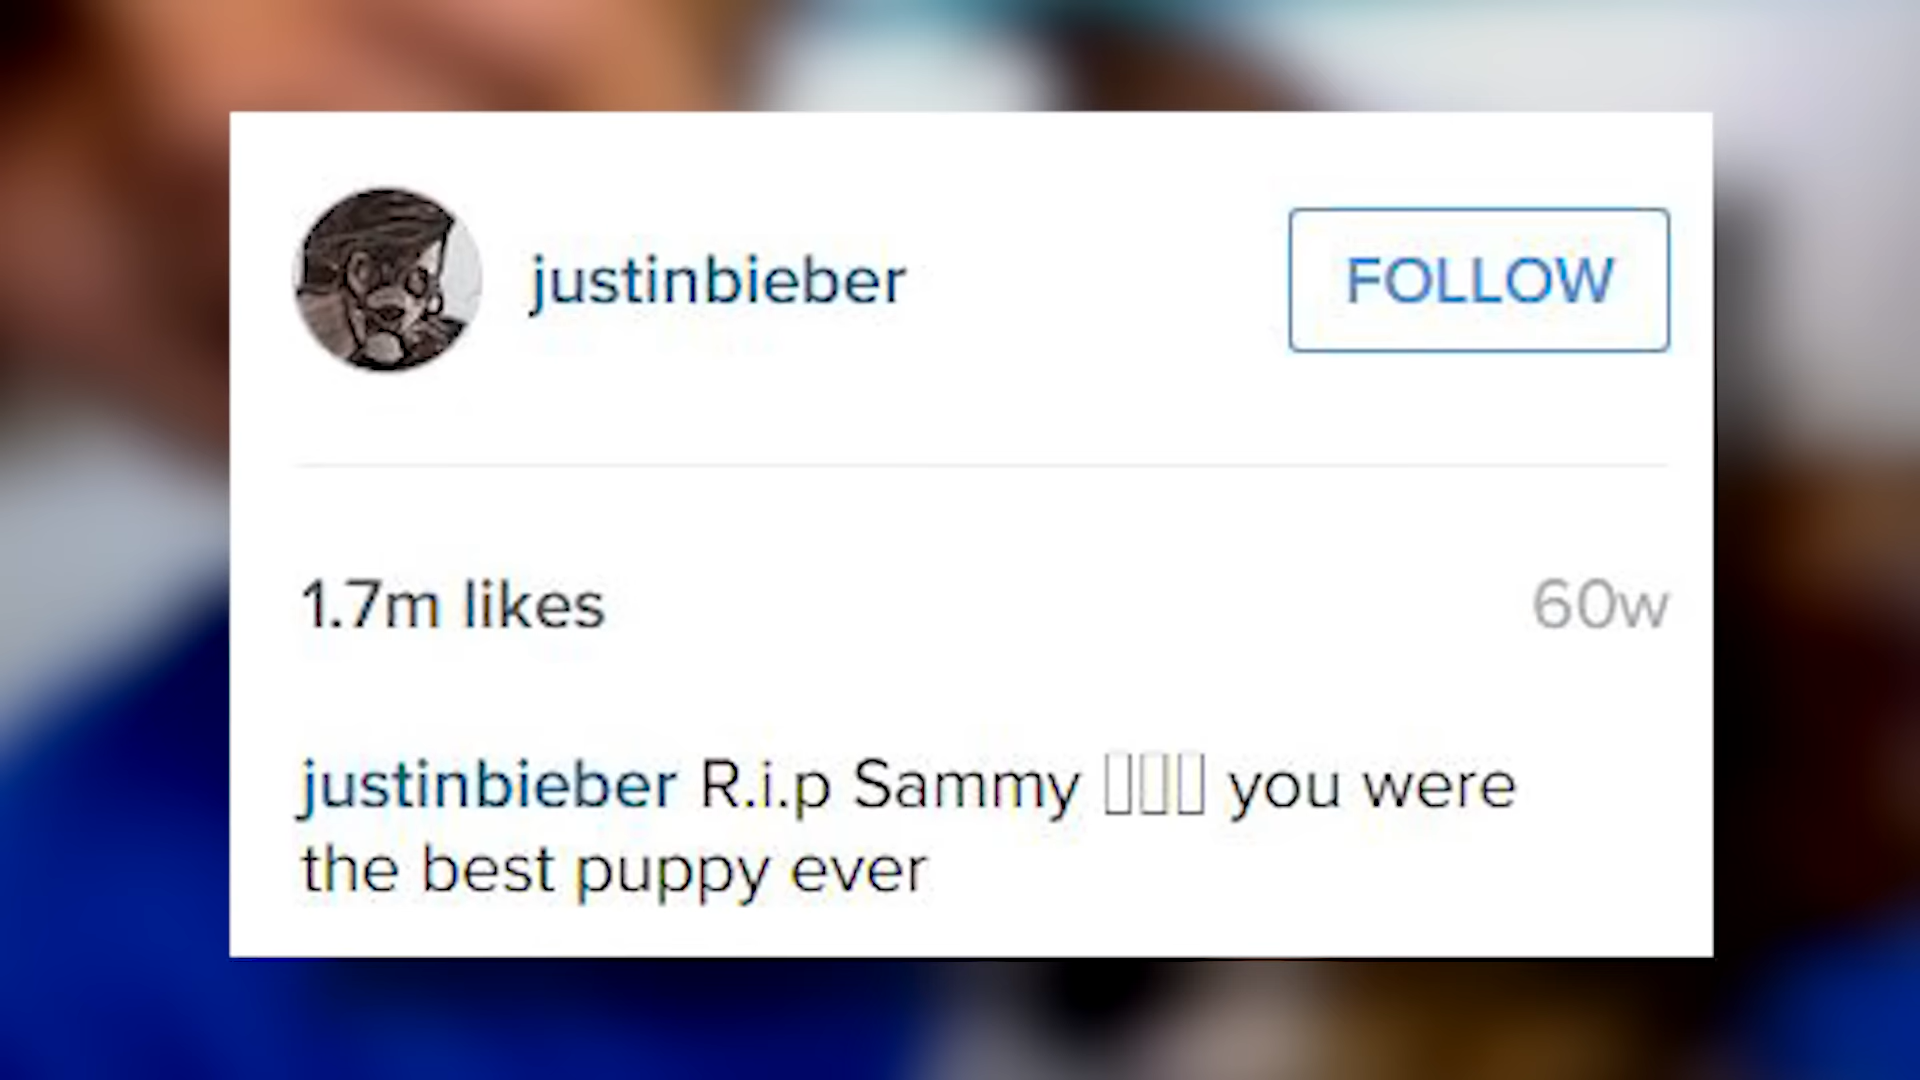 justinbieber
FOLLOW
1.7m likes
60w
justinbieber R.i.p Sammy ▯▯▯ you were
the best puppy ever